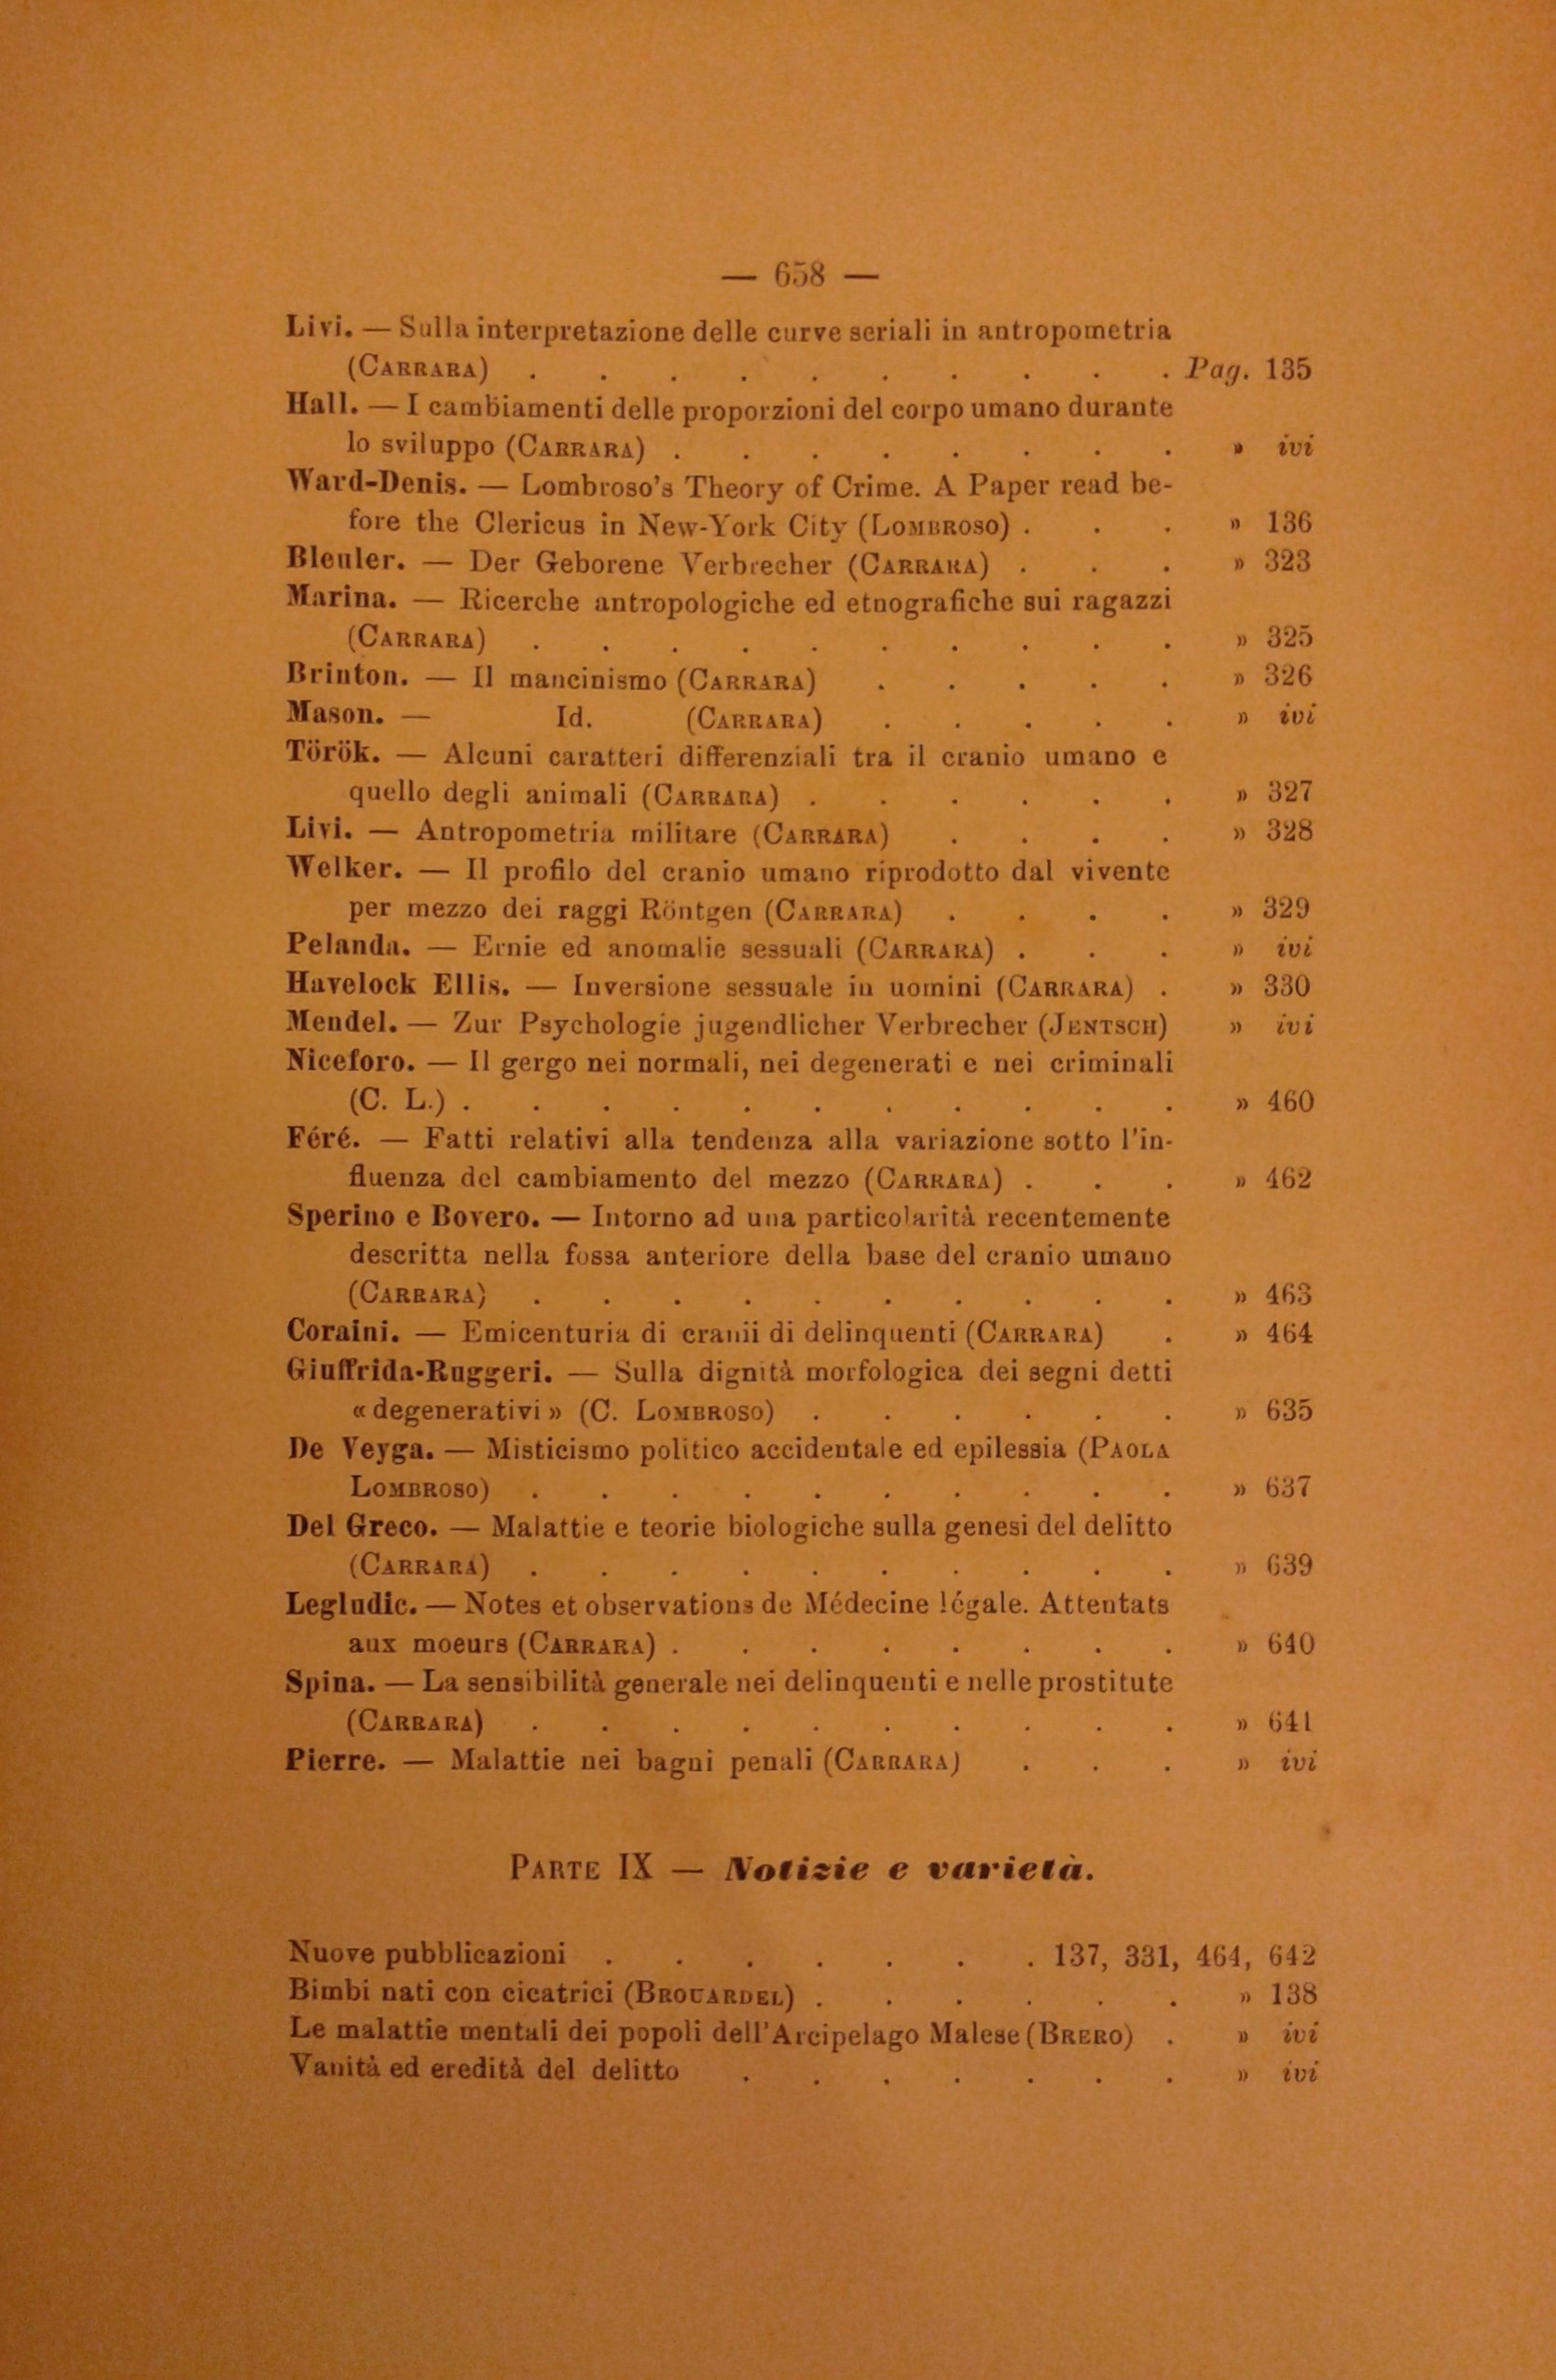 — 658 —
Livi. — Sulla interpretazione delle curve seriali in antropometria
(CARRARA) . . . . . . . . . . Pag. 135
Hall. — I cambiamenti delle proporzioni del corpo umano durante
lo sviluppo (CARRARA) . . . . . . . . » ivi
Ward-Denis. — Lombroso's Theory of Crime. A Paper read be-
fore the Clericus in New-York City (LOMBROSO) . . . » 136
Bleuler. — Der Geborene Verbrecher (CARRARA) . . . » 323
Marina. — Ricerche antropologiche ed etnografiche sui ragazzi
(CARRARA) . . . . . . . . . . » 325
Brinton. — Il mancinismo (CARRARA) . . . . . » 326
Mason. — Id. (CARRARA) . . . . . » ivi
Török. — Alcuni caratteri differenziali tra il cranio umano e
quello degli animali (CARRARA) . . . . . . » 327
Livi. — Antropometria militare (CARRARA) . . . . » 328
Welker. — Il profilo del cranio umano riprodotto dal vivente
per mezzo dei raggi Röntgen (CARRARA) . . . . » 329
Pelanda. — Ernie ed anomalie sessuali (CARRARA) . . . » ivi
Havelock Ellis. — Inversione sessuale in uomini (CARRARA) . » 330
Mendel. — Zur Psychologie jugendlicher Verbrecher (JENTSCH) » ivi
Niceforo. — Il gergo nei normali, nei degenerati e nei criminali
(C. L.) . . . . . . . . . . . » 460
Féré. — Fatti relativi alla tendenza alla variazione sotto l'in-
fluenza del cambiamento del mezzo (CARRARA) . . . » 462
Sperino e Bovero. — Intorno ad una particolarità recentemente
descritta nella fossa anteriore della base del cranio umano
(CARRARA) . . . . . . . . . . » 463
Coraini. — Emicenturia di cranii di delinquenti (CARRARA) . » 464
Giuffrida-Ruggeri. — Sulla dignità morfologica dei segni detti
« degenerativi » (C. LOMBROSO) . . . . . . » 635
De Veyga. — Misticismo politico accidentale ed epilessia (PAOLA
LOMBROSO) . . . . . . . . . . » 637
Del Greco. — Malattie e teorie biologiche sulla genesi del delitto
(CARRARA) . . . . . . . . . . » 639
Legludic. — Notes et observations de Médecine légale. Attentats
aux moeurs (CARRARA) . . . . . . . . » 640
Spina. — La sensibilità generale nei delinquenti e nelle prostitute
(CARRARA) . . . . . . . . . . » 641
Pierre. — Malattie nei bagni penali (CARRARA) . . . » ivi
PARTE IX — Notizie e varietà.
Nuove pubblicazioni . . . . . . . 137, 331, 464, 642
Bimbi nati con cicatrici (BROUARDEL) . . . . . . » 138
Le malattie mentali dei popoli dell'Arcipelago Malese (BRERO) . » ivi
Vanità ed eredità del delitto . . . . . . . » ivi